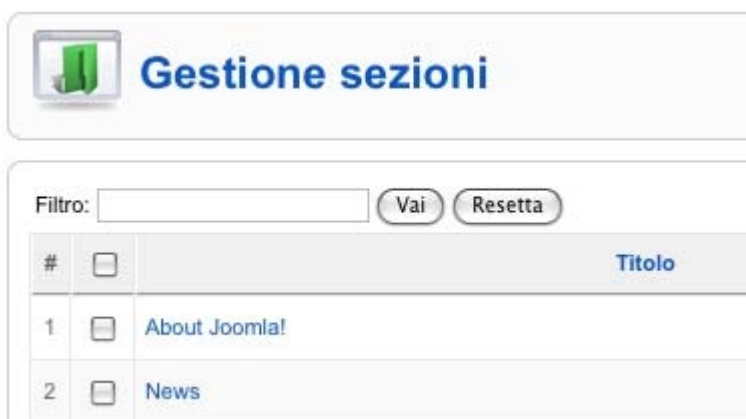 Gestione sezioni
Filtro: Vai Resetta
# Titolo
1 About Joomla!
2 News